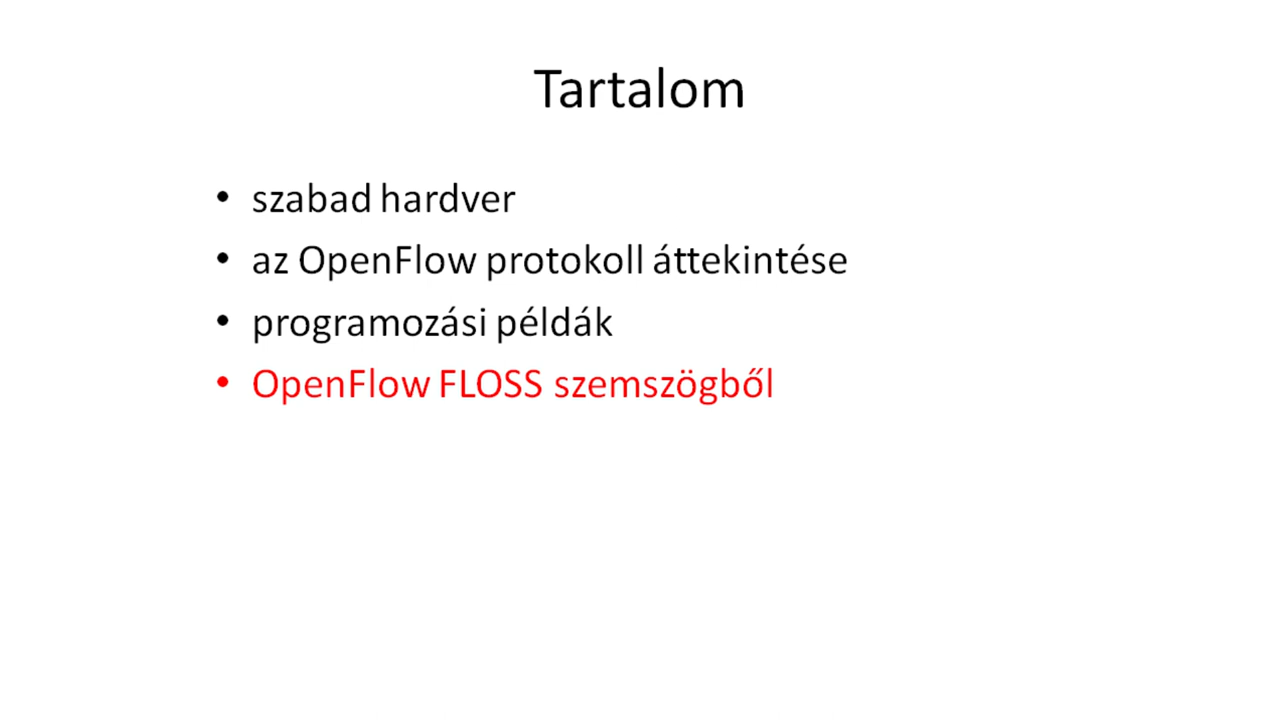 Tartalom
• szabad hardver
• az OpenFlow protokoll áttekintése
• programozási példák
• OpenFlow FLOSS szemszögből